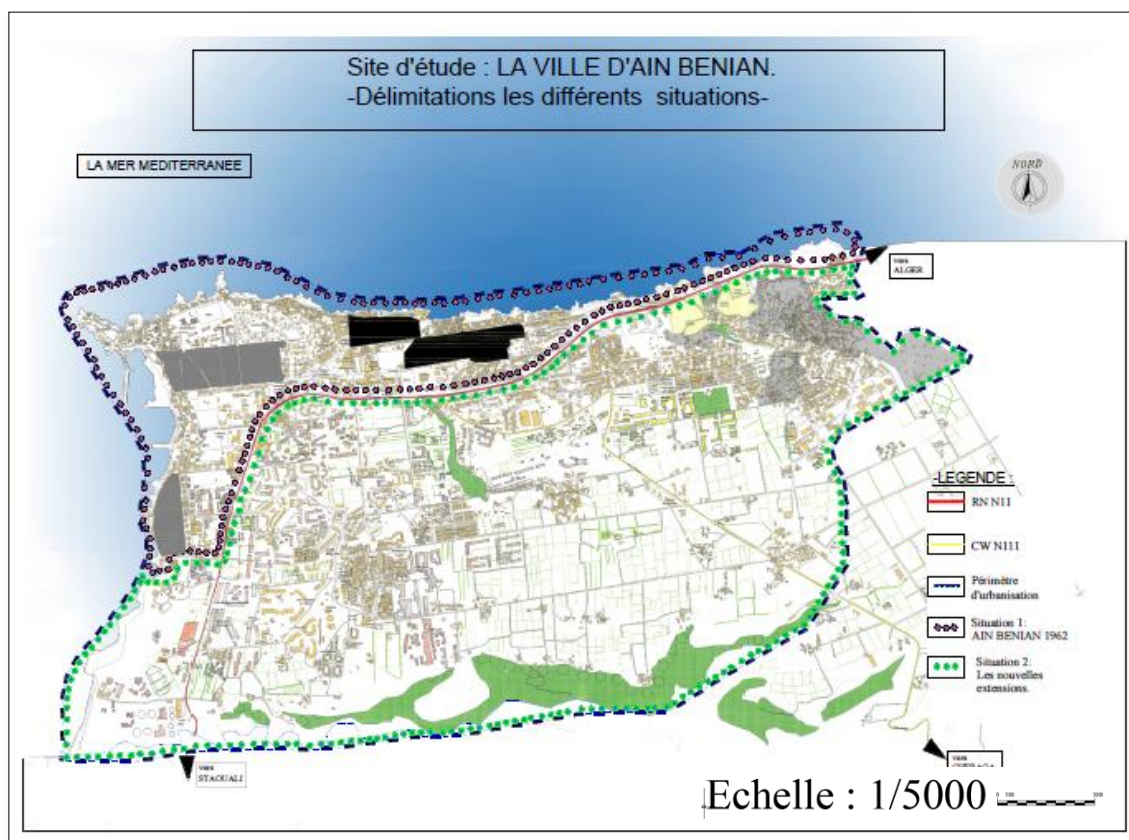 Site d'étude : LA VILLE D'AIN BENIAN.
-Délimitations les différents situations-
LA MER MEDITERRANEE
NORD
vers
ALGER
-LEGENDE :
RN N11
CW N111
Périmètre
d'urbanisation
Situation 1:
AIN BENIAN 1962
Situation 2:
Les nouvelles
extensions.
vers
STAOUALI
vers
Echelle : 1/5000